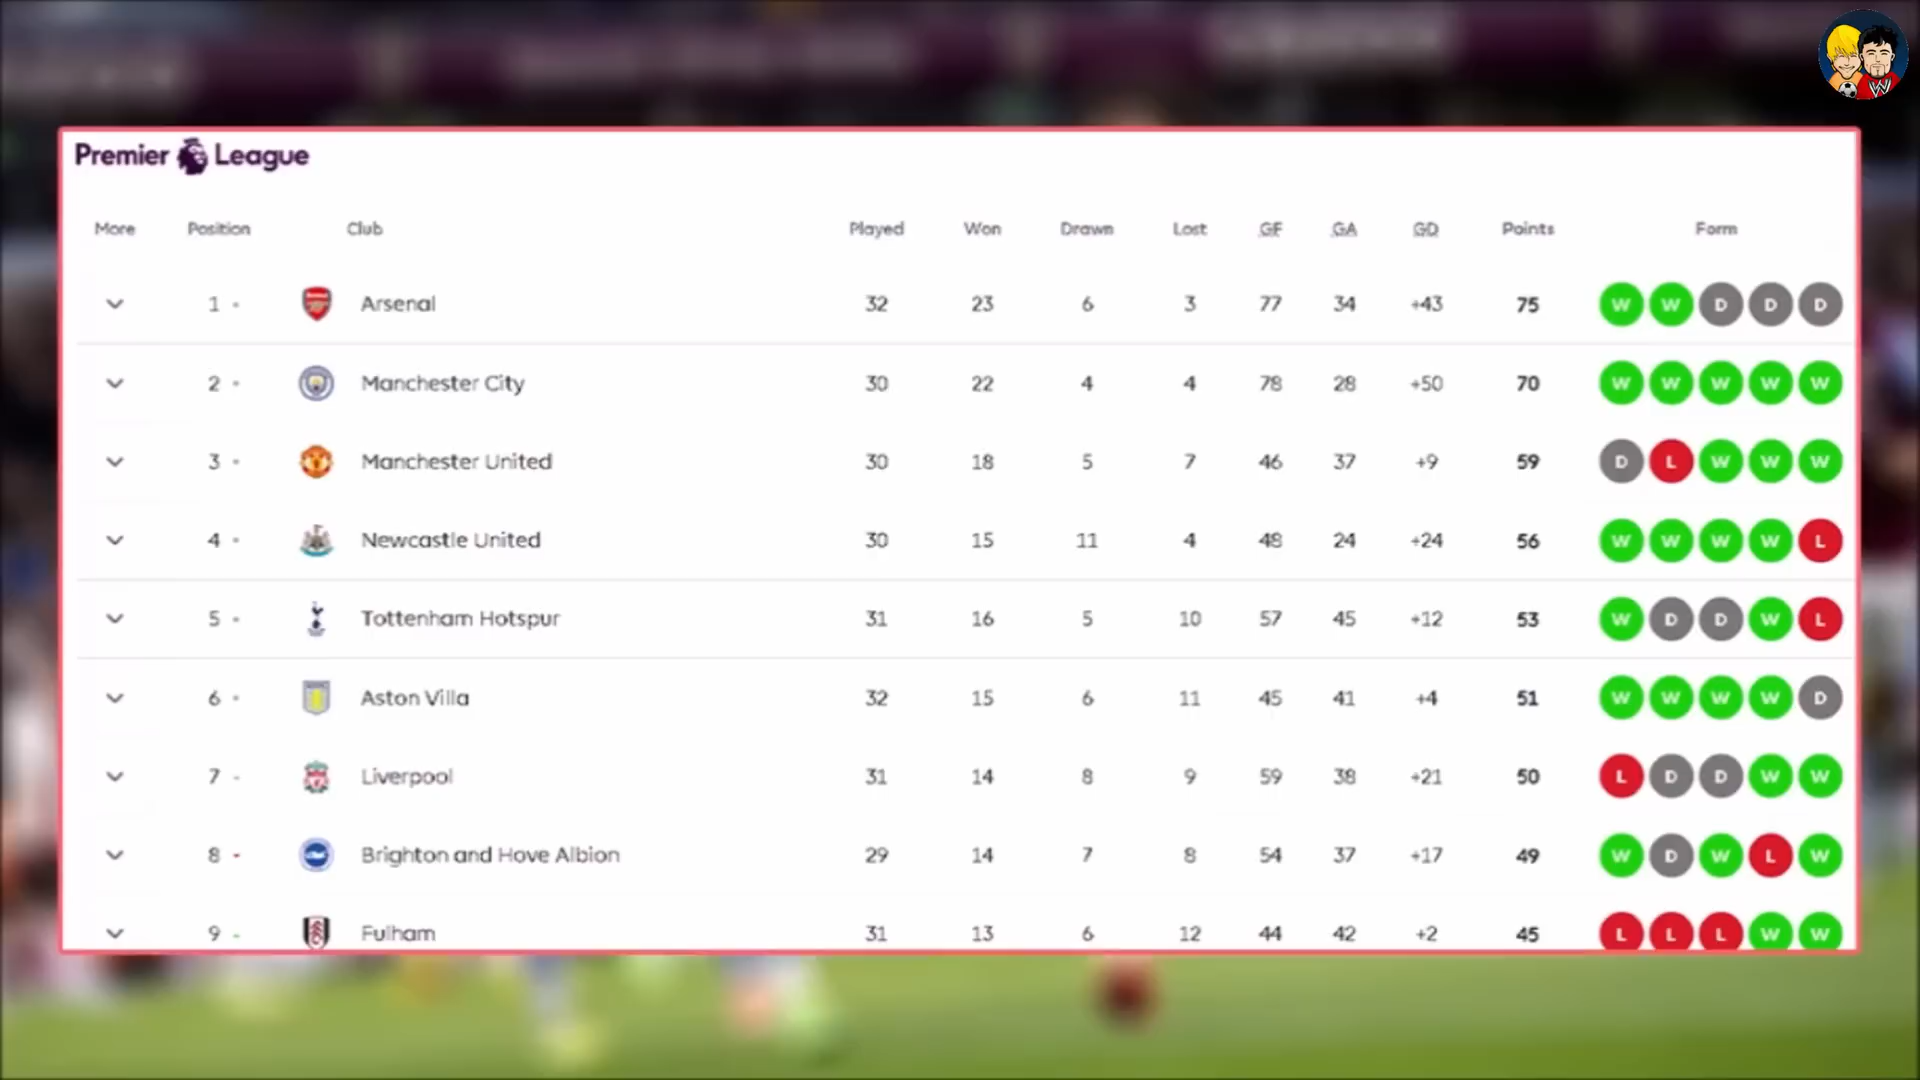 Premier League
More Position Club Played Won Drawn Lost GF GA GD Points Form
1 - Arsenal 32 23 6 3 77 34 +43 75 W W D D D
2 - Manchester City 30 22 4 4 78 28 +50 70 W W W W W
3 - Manchester United 30 18 5 7 46 37 +9 59 D L W W W
4 - Newcastle United 30 15 11 4 48 24 +24 56 W W W W L
5 - Tottenham Hotspur 31 16 5 10 57 45 +12 53 W D D W L
6 - Aston Villa 32 15 6 11 45 41 +4 51 W W W W D
7 - Liverpool 31 14 8 9 59 38 +21 50 L D D W W
8 - Brighton and Hove Albion 29 14 7 8 54 37 +17 49 W D W L W
9 - Fulham 31 13 6 12 44 42 +2 45 L L L W W